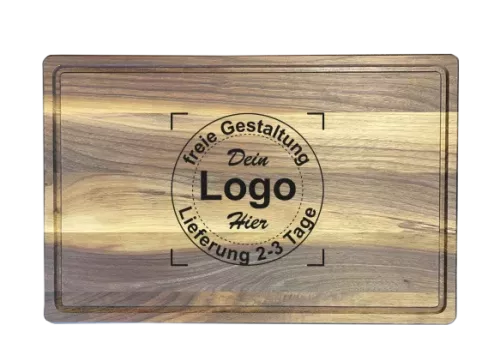 freie Gestaltung
Dein
Logo
Hier
Lieferung 2-3 Tage